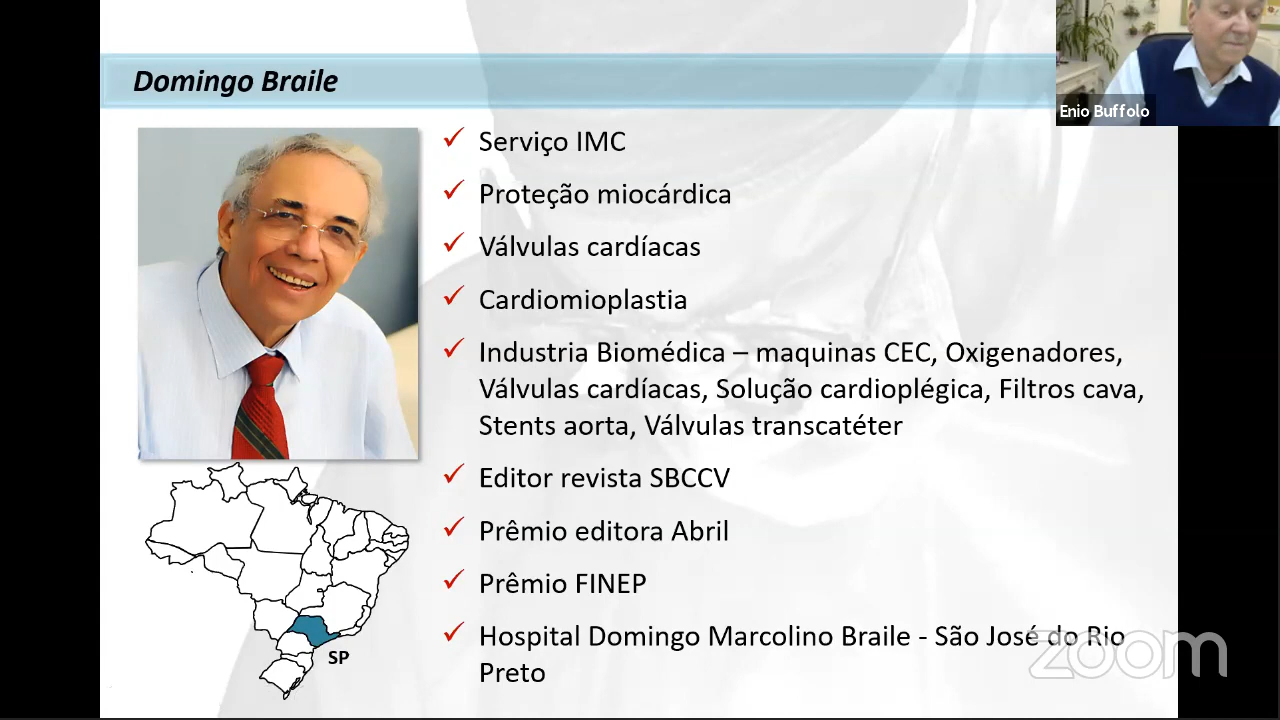 Domingo Braile
Enio Buffolo
Serviço IMC
Proteção miocárdica
Válvulas cardíacas
Cardiomioplastia
Industria Biomédica – maquinas CEC, Oxigenadores,
Válvulas cardíacas, Solução cardioplégica, Filtros cava,
Stents aorta, Válvulas transcatéter
Editor revista SBCCV
Prêmio editora Abril
Prêmio FINEP
Hospital Domingo Marcolino Braile - São José do Rio
Preto
SP
zoom